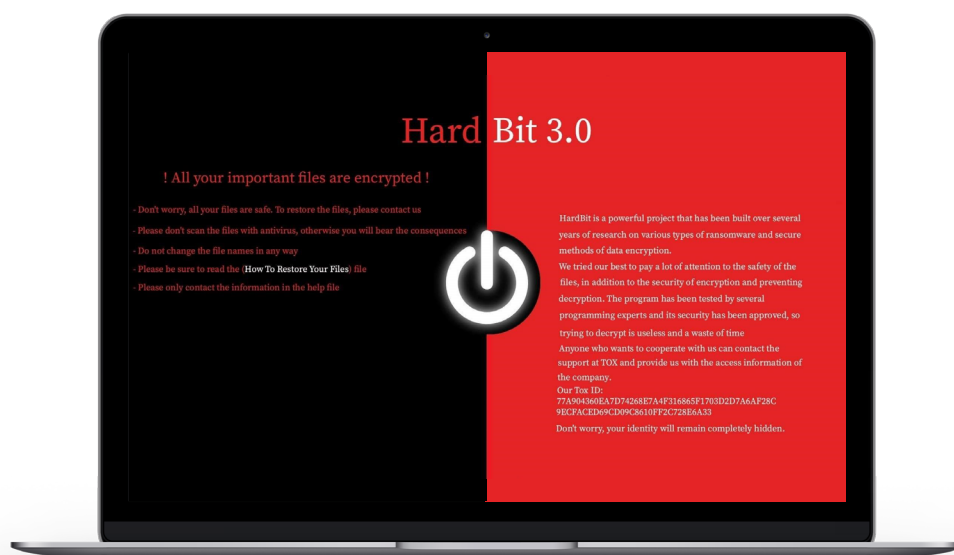 Hard Bit 3.0
! All your important files are encrypted !
- Don't worry, all your files are safe. To restore the files, please contact us
- Please don't scan the files with antivirus, otherwise you will bear the consequences
- Do not change the file names in any way
- Please be sure to read the (How To Restore Your Files) file
- Please only contact the information in the help file
HardBit is a powerful project that has been built over several
years of research on various types of ransomware and secure
methods of data encryption.
We tried our best to pay a lot of attention to the safety of the
files, in addition to the security of encryption and preventing
decryption. The program has been tested by several
programming experts and its security has been approved, so
trying to decrypt is useless and a waste of time
Anyone who wants to cooperate with us can contact the
support at TOX and provide us with the access information of
the company.
Our Tox ID:
77A904360EA7D74268E7A4F316865F1703D2D7A6AF28C
9ECFACED69CD09C8610FF2C728E6A33
Don't worry, your identity will remain completely hidden.